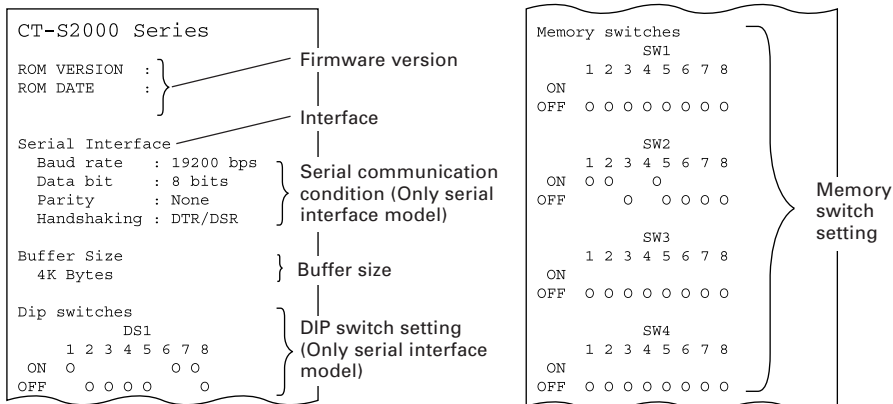 CT-S2000 Series
ROM VERSION :
ROM DATE :
Firmware version
Interface
Serial Interface
Baud rate : 19200 bps
Data bit : 8 bits
Parity : None
Handshaking : DTR/DSR
Serial communication
condition (Only serial
interface model)
Buffer Size
4K Bytes
Buffer size
Dip switches
DS1
1 2 3 4 5 6 7 8
ON O O O
OFF O O O O O
DIP switch setting
(Only serial interface
model)
Memory switches
SW1
1 2 3 4 5 6 7 8
ON
OFF O O O O O O O O
SW2
1 2 3 4 5 6 7 8
ON O O O
OFF O O O O O
SW3
1 2 3 4 5 6 7 8
ON
OFF O O O O O O O O
SW4
1 2 3 4 5 6 7 8
ON
OFF O O O O O O O O
Memory
switch
setting